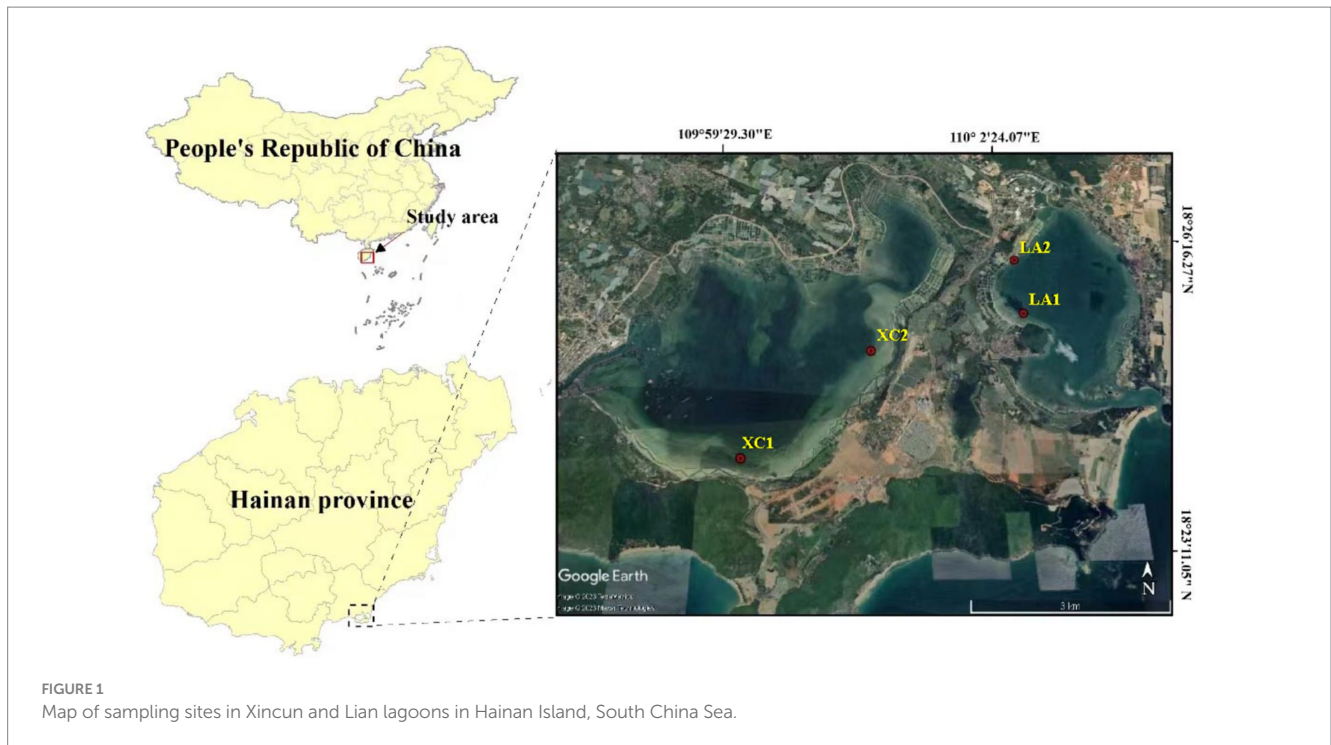 People's Republic of China
Study area
Hainan province
109°59'29.30"E
110° 2'24.07"E
18°26'16.27"N
18°23'11.05" N
LA2
LA1
XC2
XC1
Google Earth
3 km
N
FIGURE 1
Map of sampling sites in Xincun and Lian lagoons in Hainan Island, South China Sea.